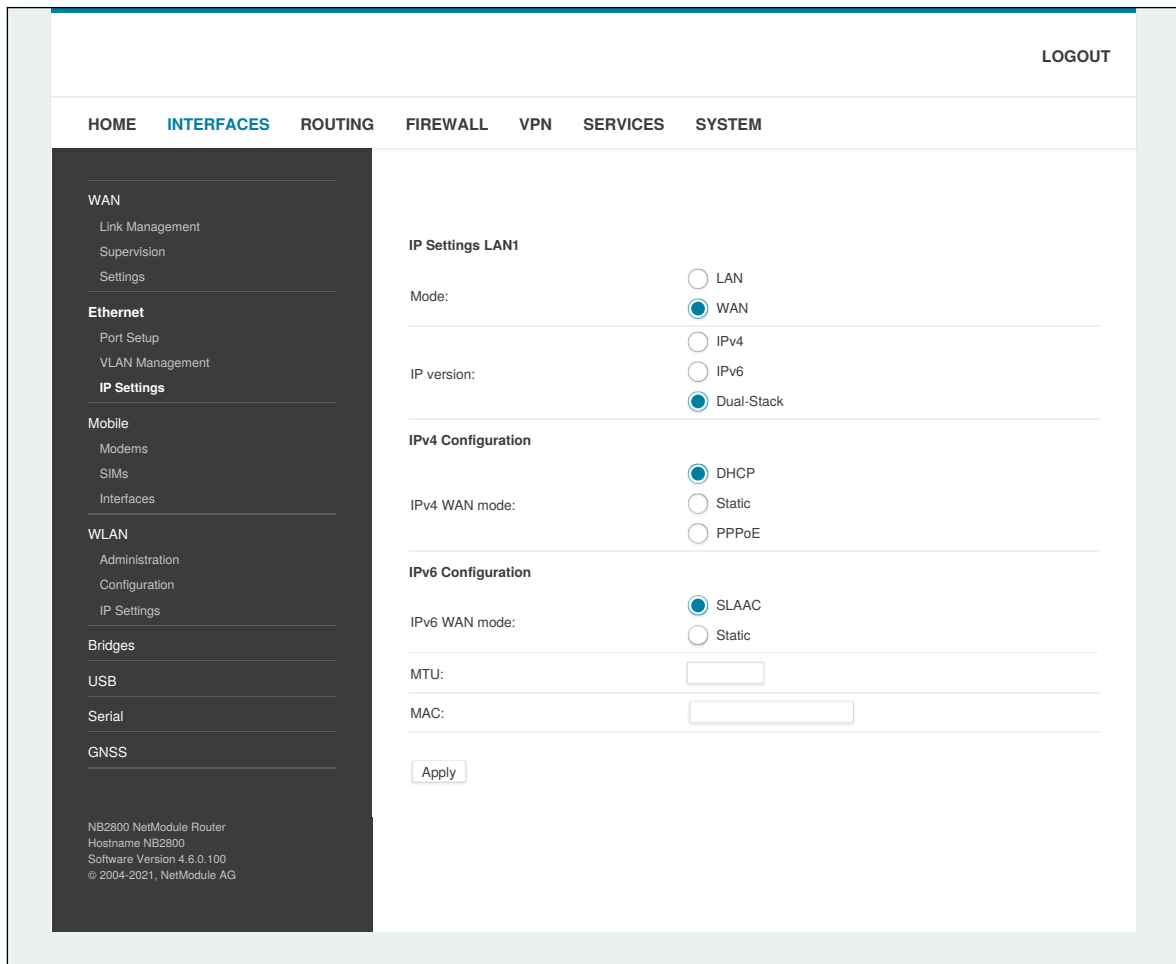 LOGOUT
HOME INTERFACES ROUTING FIREWALL VPN SERVICES SYSTEM
WAN
Link Management
Supervision
Settings
Ethernet
Port Setup
VLAN Management
IP Settings
Mobile
Modems
SIMs
Interfaces
WLAN
Administration
Configuration
IP Settings
Bridges
USB
Serial
GNSS
NB2800 NetModule Router
Hostname NB2800
Software Version 4.6.0.100
© 2004-2021, NetModule AG
IP Settings LAN1
Mode:
LAN
WAN
IP version:
IPv4
IPv6
Dual-Stack
IPv4 Configuration
IPv4 WAN mode:
DHCP
Static
PPPoE
IPv6 Configuration
IPv6 WAN mode:
SLAAC
Static
MTU:
MAC:
Apply